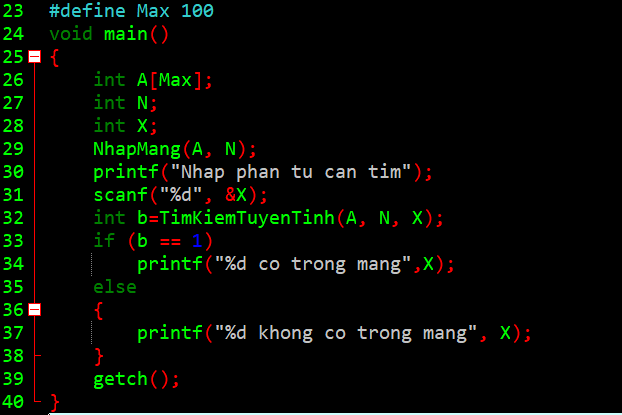 23 #define Max 100
24 void main()
25 {
26 int A[Max];
27 int N;
28 int X;
29 NhapMang(A, N);
30 printf("Nhap phan tu can tim");
31 scanf("%d", &X);
32 int b=TimKiemTuyenTinh(A, N, X);
33 if (b == 1)
34 printf("%d co trong mang",X);
35 else
36 {
37 printf("%d khong co trong mang", X);
38 }
39 getch();
40 }